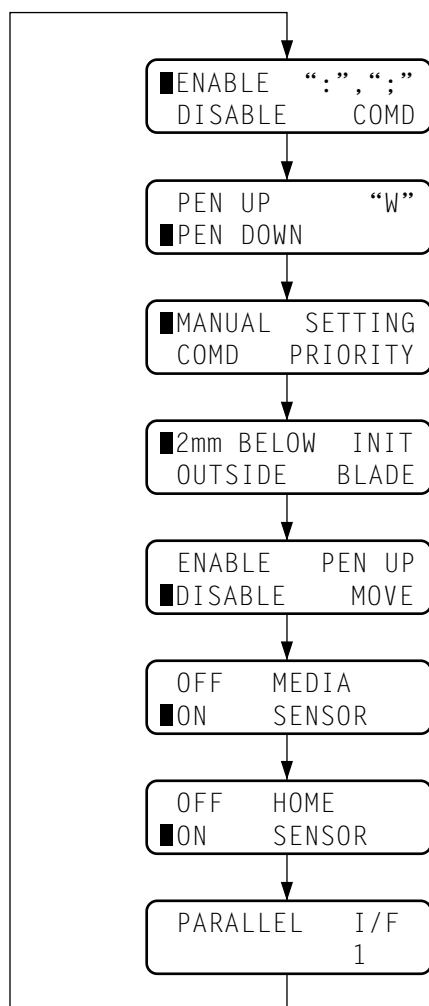 ■ENABLE “:”,“;”
DISABLE COMD
PEN UP “W”
■PEN DOWN
■MANUAL SETTING
COMD PRIORITY
■2mm BELOW INIT
OUTSIDE BLADE
ENABLE PEN UP
■DISABLE MOVE
OFF MEDIA
■ON SENSOR
OFF HOME
■ON SENSOR
PARALLEL I/F
1